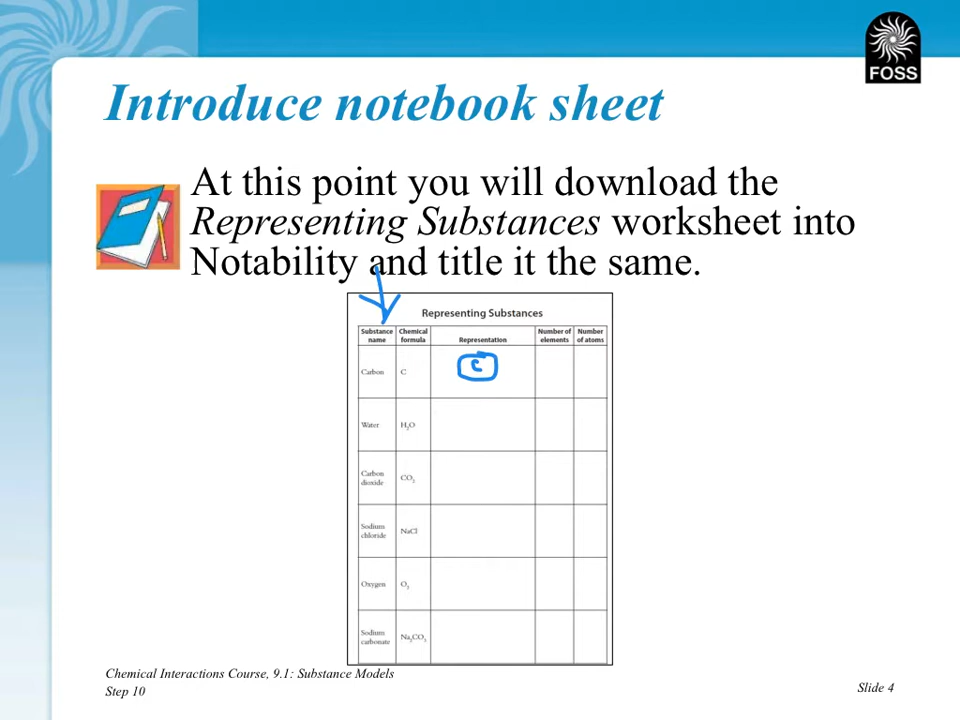 FOSS
Introduce notebook sheet
At this point you will download the
Representing Substances worksheet into
Notability and title it the same.
Representing Substances
Substance name | Chemical formula | Representation | Number of elements | Number of atoms
Carbon | C | C
Water | H₂O
Carbon dioxide | CO₂
Sodium chloride | NaCl
Oxygen | O₂
Sodium carbonate | Na₂CO₃
Chemical Interactions Course, 9.1: Substance Models
Step 10
Slide 4